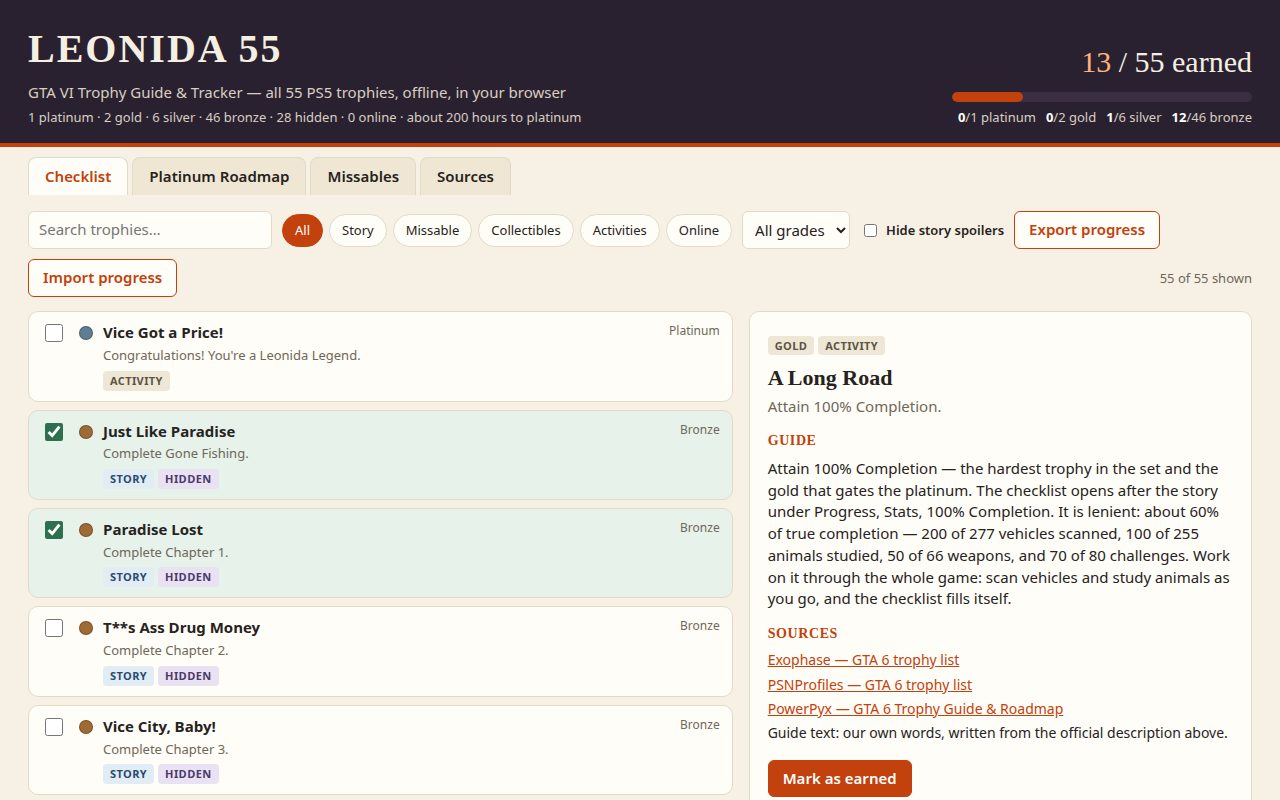 LEONIDA 55
GTA VI Trophy Guide & Tracker — all 55 PS5 trophies, offline, in your browser
1 platinum · 2 gold · 6 silver · 46 bronze · 28 hidden · 0 online · about 200 hours to platinum
13 / 55 earned
0/1 platinum 0/2 gold 1/6 silver 12/46 bronze
Checklist Platinum Roadmap Missables Sources
Search trophies... All Story Missable Collectibles Activities Online All grades Hide story spoilers Export progress
Import progress 55 of 55 shown
Vice Got a Price! Platinum
Congratulations! You're a Leonida Legend.
ACTIVITY
Just Like Paradise Bronze
Complete Gone Fishing.
STORY HIDDEN
Paradise Lost Bronze
Complete Chapter 1.
STORY HIDDEN
T**s Ass Drug Money Bronze
Complete Chapter 2.
STORY HIDDEN
Vice City, Baby! Bronze
Complete Chapter 3.
STORY HIDDEN
GOLD ACTIVITY
A Long Road
Attain 100% Completion.
GUIDE
Attain 100% Completion — the hardest trophy in the set and the
gold that gates the platinum. The checklist opens after the story
under Progress, Stats, 100% Completion. It is lenient: about 60%
of true completion — 200 of 277 vehicles scanned, 100 of 255
animals studied, 50 of 66 weapons, and 70 of 80 challenges. Work
on it through the whole game: scan vehicles and study animals as
you go, and the checklist fills itself.
SOURCES
Exophase — GTA 6 trophy list
PSNProfiles — GTA 6 trophy list
PowerPyx — GTA 6 Trophy Guide & Roadmap
Guide text: our own words, written from the official description above.
Mark as earned